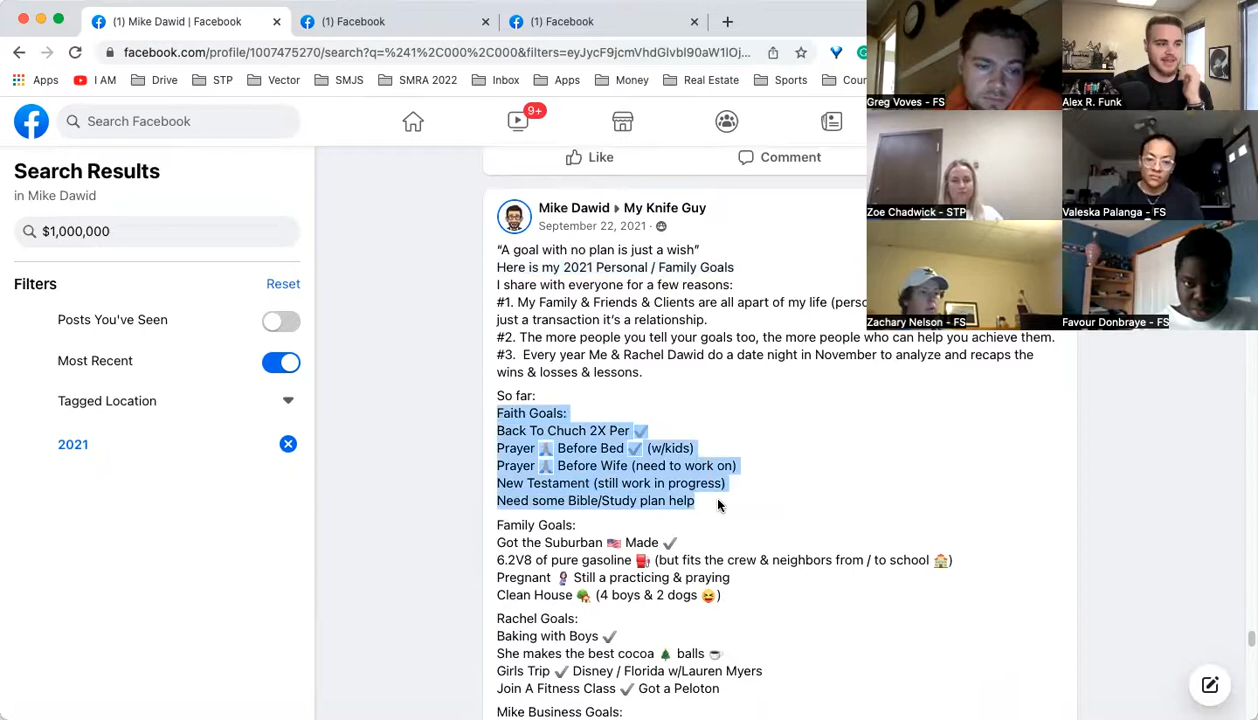 (1) Mike Dawid | Facebook
(1) Facebook
(1) Facebook
facebook.com/profile/1007475270/search?q=%241%2C000%2C000&filters=eyJycF9jcmVhdGlvbl90aW1lIjo...
Apps I AM Drive STP Vector SMJS SMRA 2022 Inbox Apps Money Real Estate Sports Cour
Search Facebook
9+
Search Results
in Mike Dawid
$1,000,000
Filters
Reset
Posts You've Seen
Most Recent
Tagged Location
2021
Like
Comment
Mike Dawid ▸ My Knife Guy
September 22, 2021 ·
“A goal with no plan is just a wish”
Here is my 2021 Personal / Family Goals
I share with everyone for a few reasons:
#1. My Family & Friends & Clients are all apart of my life (perso
just a transaction it’s a relationship.
#2. The more people you tell your goals too, the more people who can help you achieve them.
#3. Every year Me & Rachel Dawid do a date night in November to analyze and recaps the
wins & losses & lessons.
So far:
Faith Goals:
Back To Chuch 2X Per ✅
Prayer 🙏 Before Bed ✅ (w/kids)
Prayer 🙏 Before Wife (need to work on)
New Testament (still work in progress)
Need some Bible/Study plan help
Family Goals:
Got the Suburban 🇺🇸 Made ✔
6.2V8 of pure gasoline ⛽ (but fits the crew & neighbors from / to school 🏫)
Pregnant 🤰 Still a practicing & praying
Clean House 🏡 (4 boys & 2 dogs 😝)
Rachel Goals:
Baking with Boys ✔
She makes the best cocoa 🎄 balls ☕
Girls Trip ✔ Disney / Florida w/Lauren Myers
Join A Fitness Class ✔ Got a Peloton
Mike Business Goals:
Greg Voves - FS
Alex R. Funk
Zoe Chadwick - STP
Valeska Palanga - FS
Zachary Nelson - FS
Favour Donbraye - FS